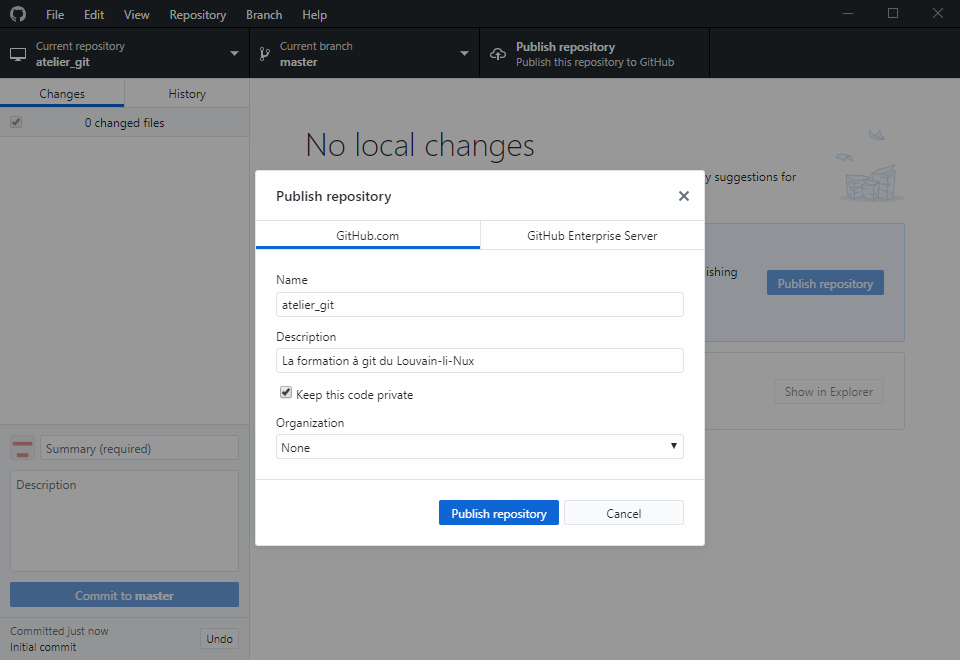 File Edit View Repository Branch Help
Current repository
atelier_git
Current branch
master
Publish repository
Publish this repository to GitHub
Changes History
0 changed files
No local changes
y suggestions for
ishing
Publish repository
Show in Explorer
Publish repository
GitHub.com GitHub Enterprise Server
Name
atelier_git
Description
La formation à git du Louvain-li-Nux
Keep this code private
Organization
None
Publish repository Cancel
Summary (required)
Description
Commit to master
Committed just now
Initial commit
Undo